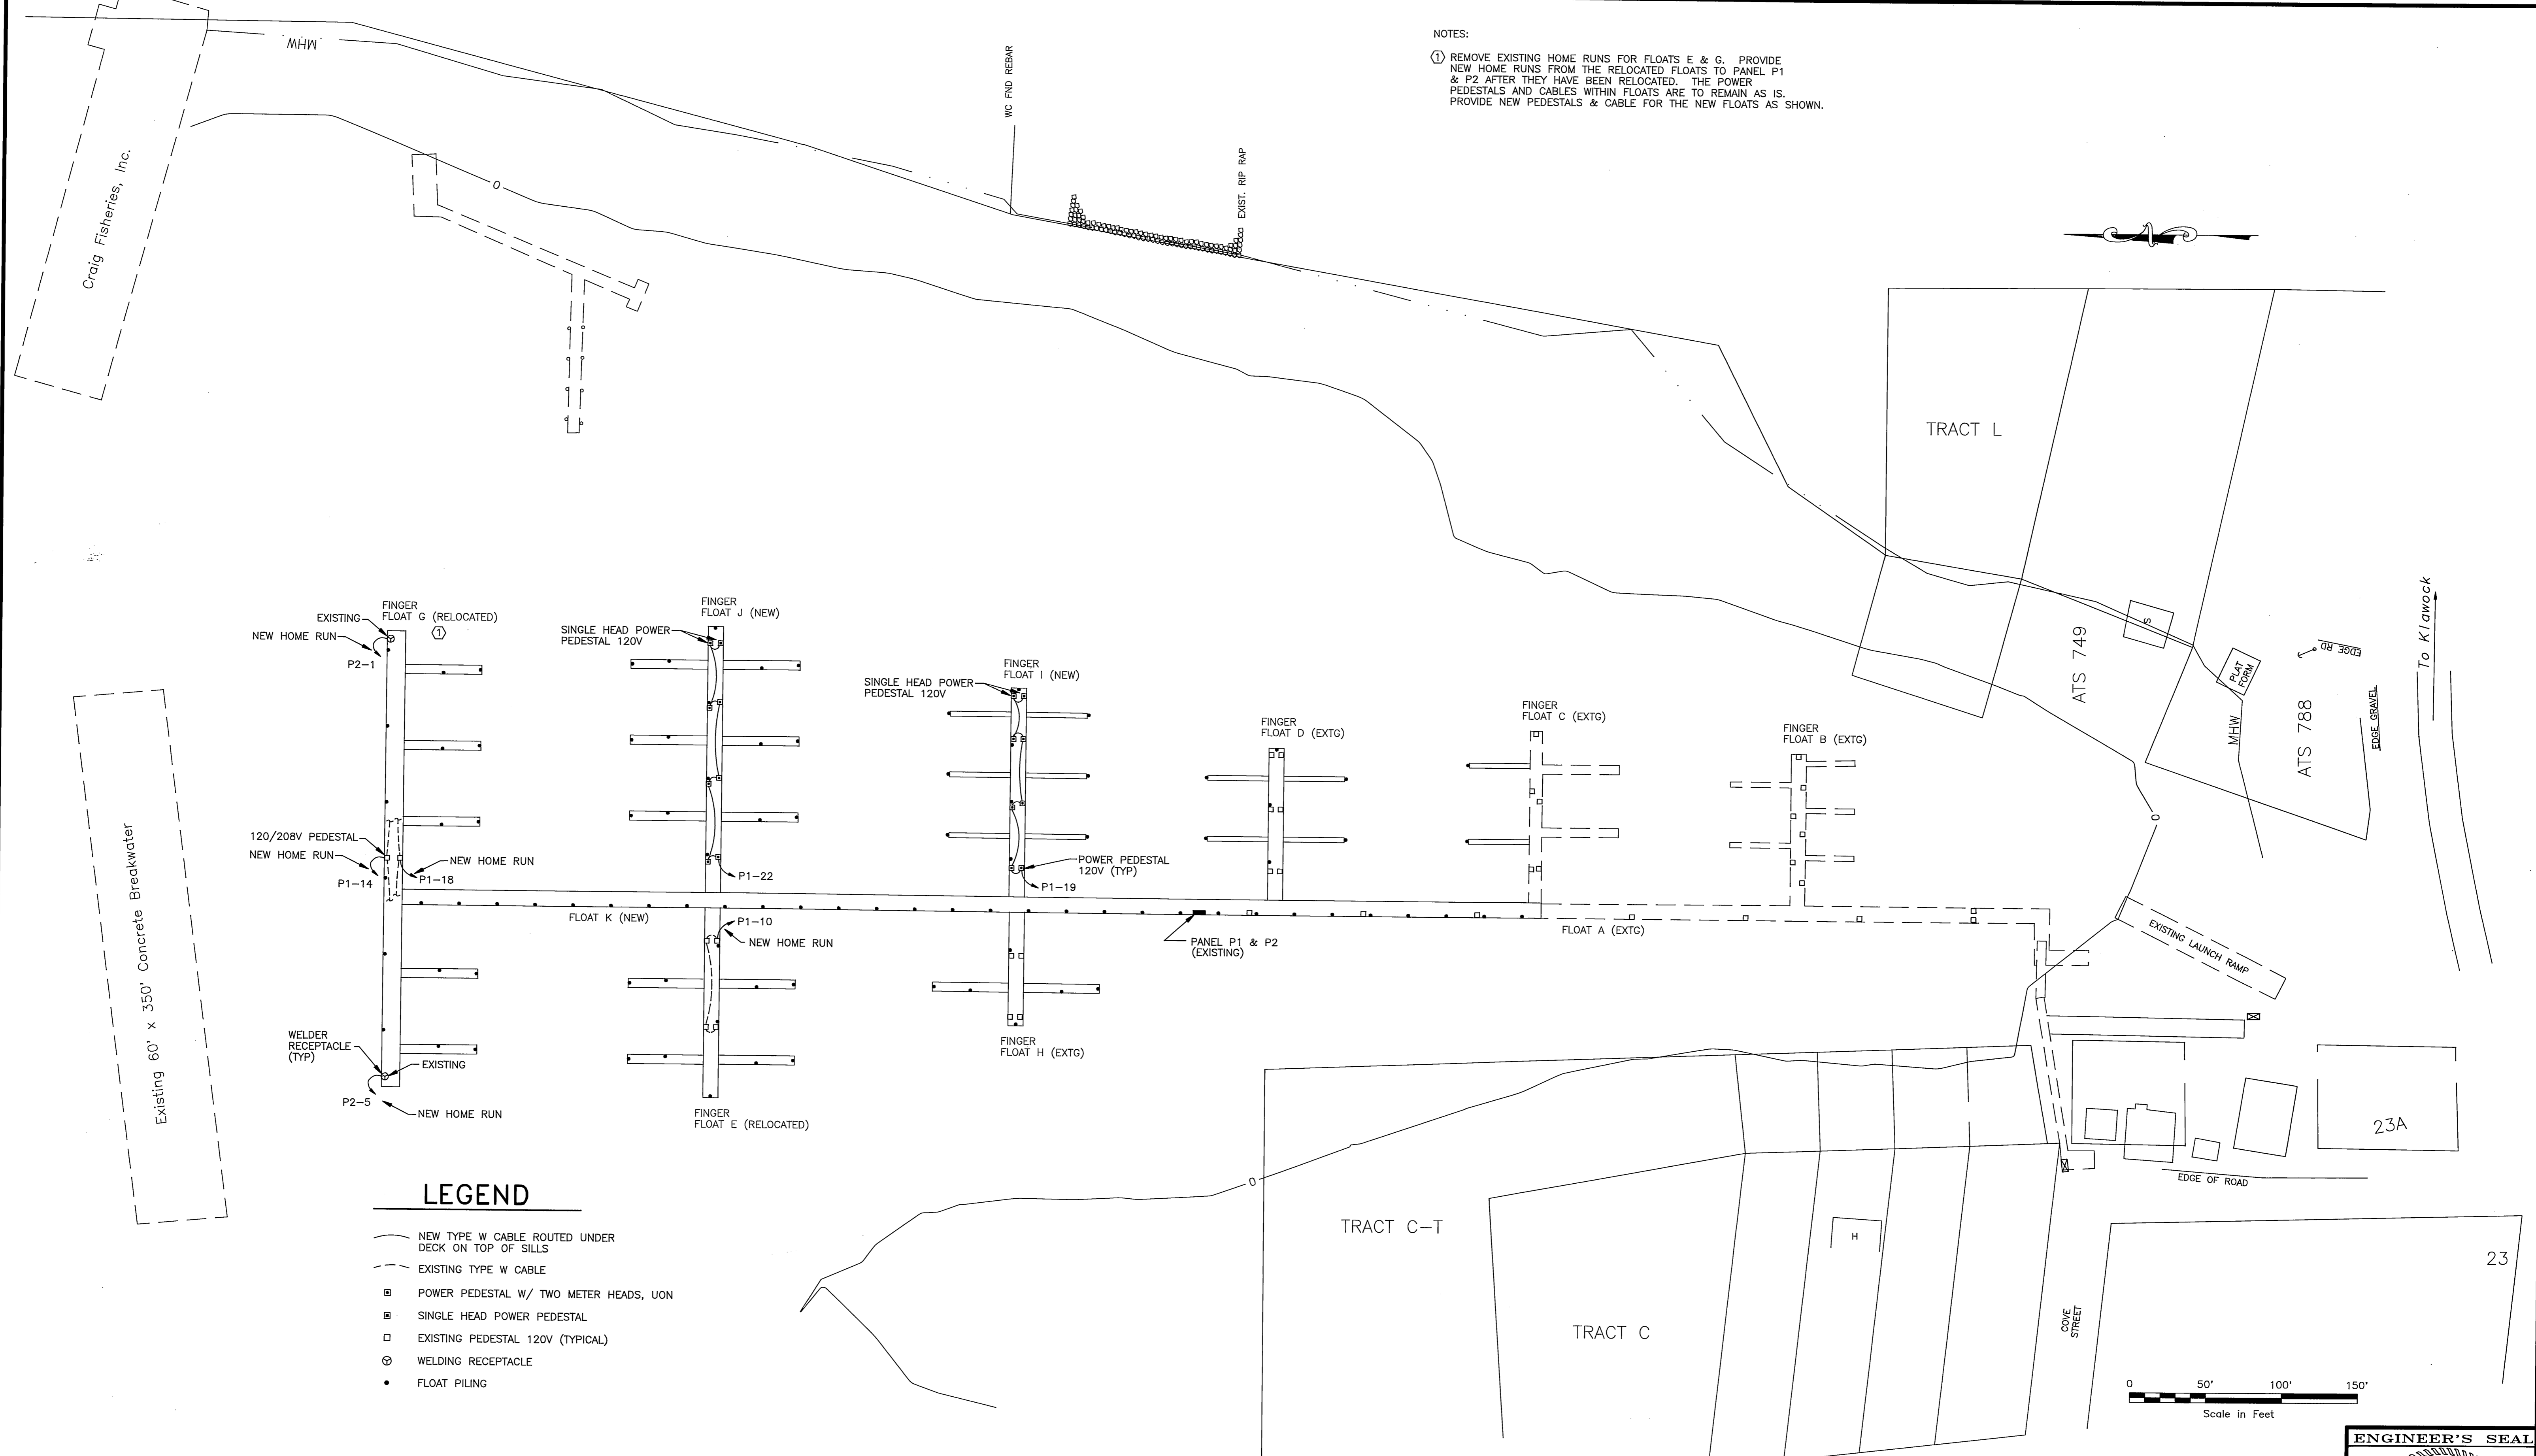 NOTES:
1 REMOVE EXISTING HOME RUNS FOR FLOATS E & G. PROVIDE
NEW HOME RUNS FROM THE RELOCATED FLOATS TO PANEL P1
& P2 AFTER THEY HAVE BEEN RELOCATED. THE POWER
PEDESTALS AND CABLES WITHIN FLOATS ARE TO REMAIN AS IS.
PROVIDE NEW PEDESTALS & CABLE FOR THE NEW FLOATS AS SHOWN.
MHW
Craig Fisheries, Inc.
0
WC FND REBAR
EXIST. RIP RAP
N
TRACT L
ATS 749
S
PLAT
FORM
EDGE RD
To Klawock
MHW
ATS 788
EDGE GRAVEL
0
EXISTING LAUNCH RAMP
FINGER
FLOAT G (RELOCATED)
1
EXISTING
NEW HOME RUN
P2-1
120/208V PEDESTAL
NEW HOME RUN
P1-14
NEW HOME RUN
P1-18
WELDER
RECEPTACLE
(TYP)
EXISTING
P2-5
NEW HOME RUN
Existing 60' x 350' Concrete Breakwater
FINGER
FLOAT J (NEW)
SINGLE HEAD POWER
PEDESTAL 120V
P1-22
FLOAT K (NEW)
P1-10
NEW HOME RUN
FINGER
FLOAT E (RELOCATED)
FINGER
FLOAT I (NEW)
SINGLE HEAD POWER
PEDESTAL 120V
POWER PEDESTAL
120V (TYP)
P1-19
FINGER
FLOAT H (EXTG)
FINGER
FLOAT D (EXTG)
PANEL P1 & P2
(EXISTING)
FINGER
FLOAT C (EXTG)
FINGER
FLOAT B (EXTG)
FLOAT A (EXTG)
23A
EDGE OF ROAD
0
TRACT C-T
TRACT C
H
COVE
STREET
23
LEGEND
NEW TYPE W CABLE ROUTED UNDER
DECK ON TOP OF SILLS
EXISTING TYPE W CABLE
POWER PEDESTAL W/ TWO METER HEADS, UON
SINGLE HEAD POWER PEDESTAL
EXISTING PEDESTAL 120V (TYPICAL)
WELDING RECEPTACLE
FLOAT PILING
0 50' 100' 150'
Scale in Feet
ENGINEER'S SEAL